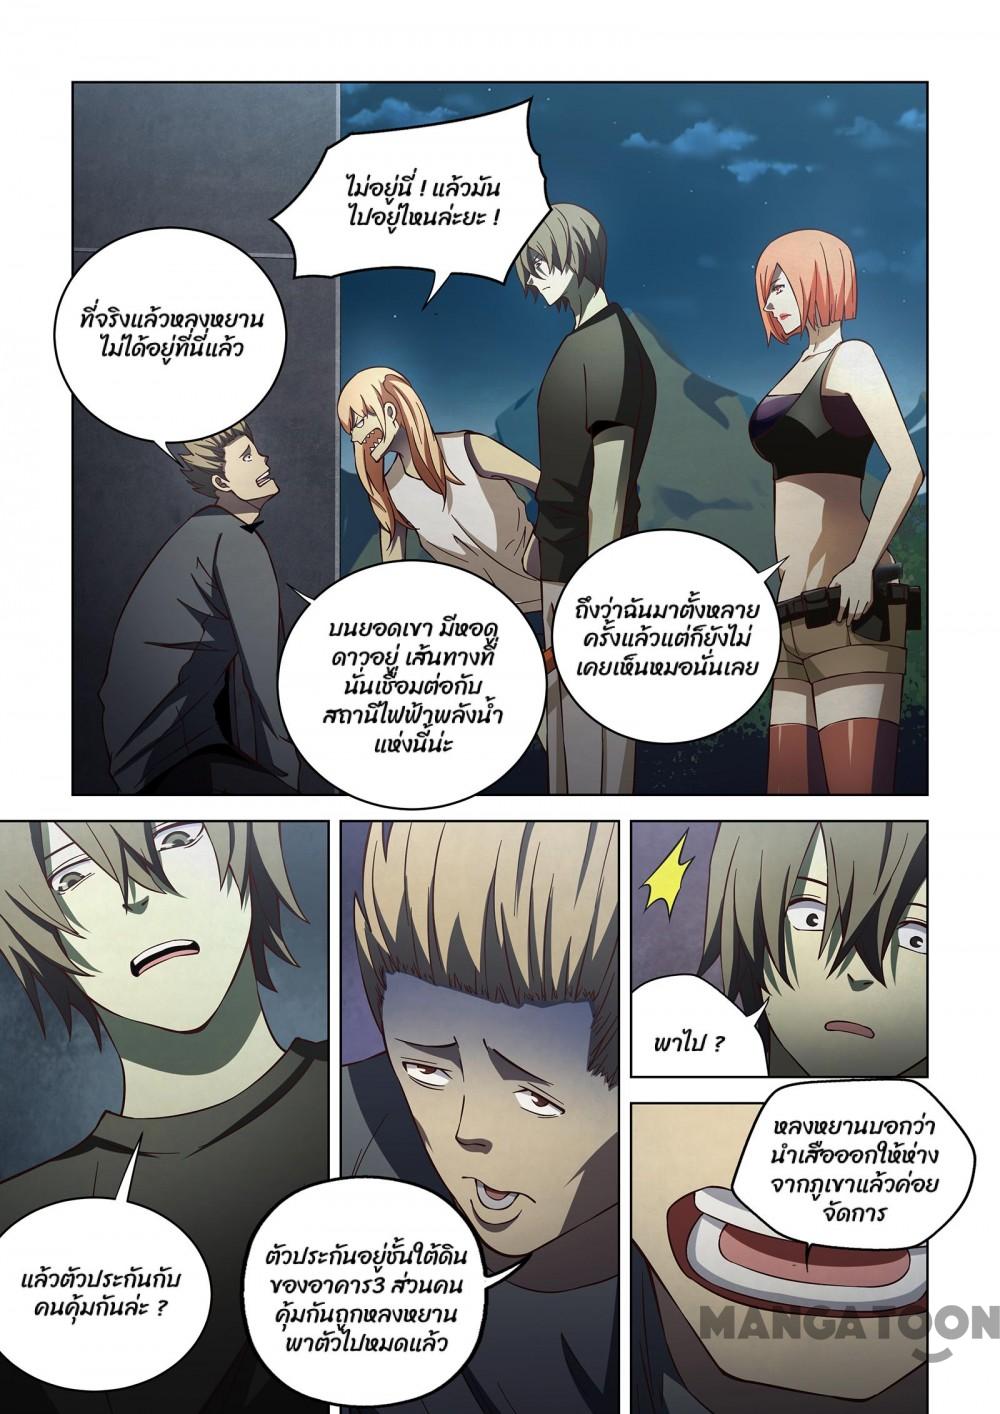 ไม่อยู่นี่ ! แล้วมัน
ไปอยู่ไหนล่ะยะ !
ที่จริงแล้วหลงหยาน
ไม่ได้อยู่ที่นี่แล้ว
บนยอดเขา มีหอดู
ดาวอยู่ เส้นทางที่
นั่นเชื่อมต่อกับ
สถานีไฟฟ้าพลังน้ำ
แห่งนี้น่ะ
ถึงว่าฉันมาตั้งหลาย
ครั้งแล้วแต่ก็ยังไม่
เคยเห็นหมอนั่นเลย
แล้วตัวประกันกับ
คนคุ้มกันล่ะ ?
ตัวประกันอยู่ชั้นใต้ดิน
ของอาคาร3 ส่วนคน
คุ้มกันถูกหลงหยาน
พาตัวไปหมดแล้ว
พาไป ?
หลงหยานบอกว่า
นำเสือออกให้ห่าง
จากภูเขาแล้วค่อย
จัดการ
MANGATOON